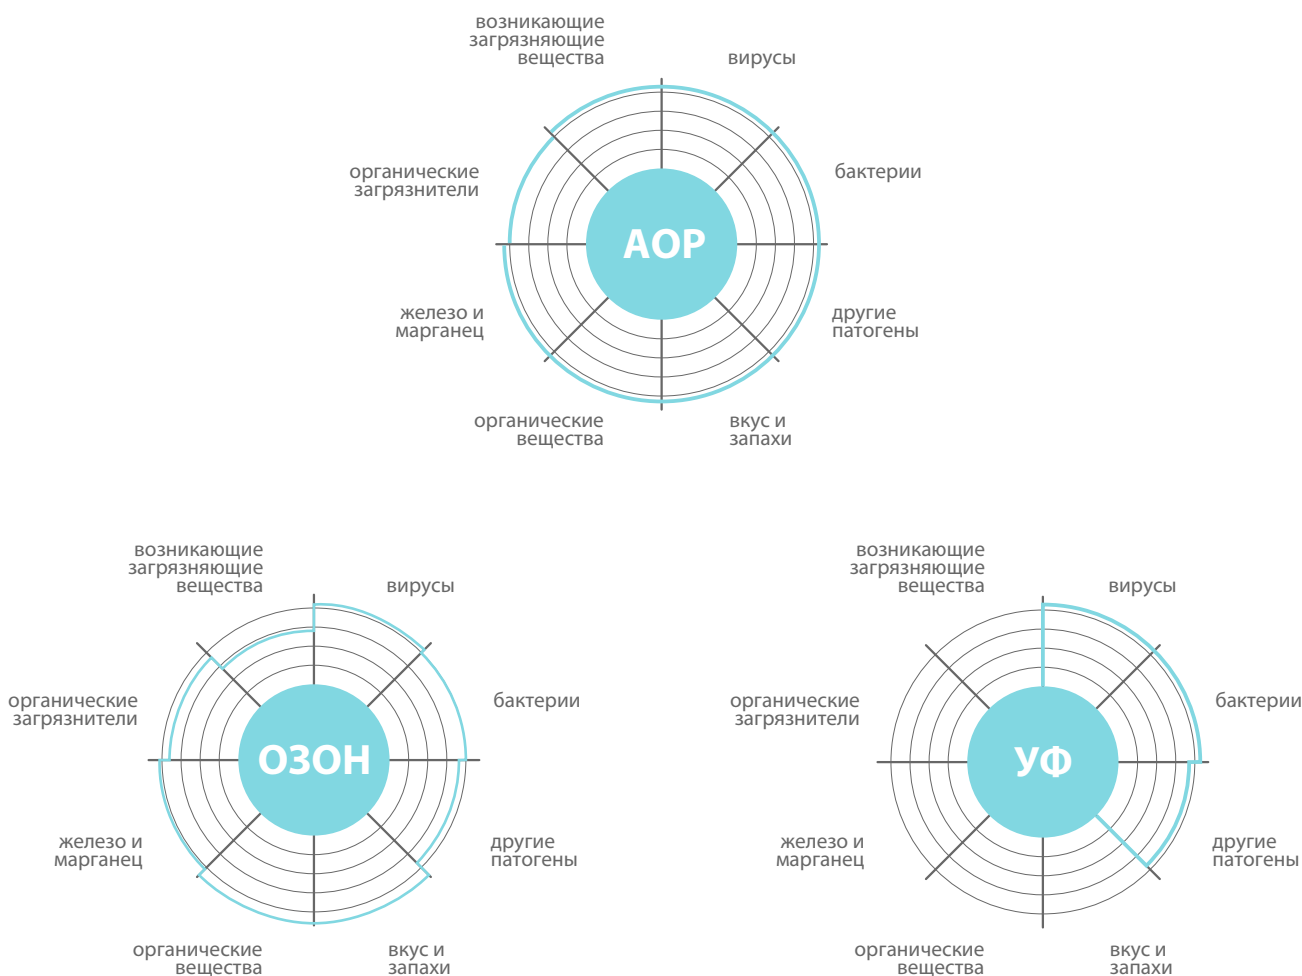 возникающие
загрязняющие
вещества
вирусы
органические
загрязнители
бактерии
АОР
железо и
марганец
другие
патогены
органические
вещества
вкус и
запахи
возникающие
загрязняющие
вещества
вирусы
органические
загрязнители
бактерии
ОЗОН
железо и
марганец
другие
патогены
органические
вещества
вкус и
запахи
возникающие
загрязняющие
вещества
вирусы
органические
загрязнители
бактерии
УФ
железо и
марганец
другие
патогены
органические
вещества
вкус и
запахи